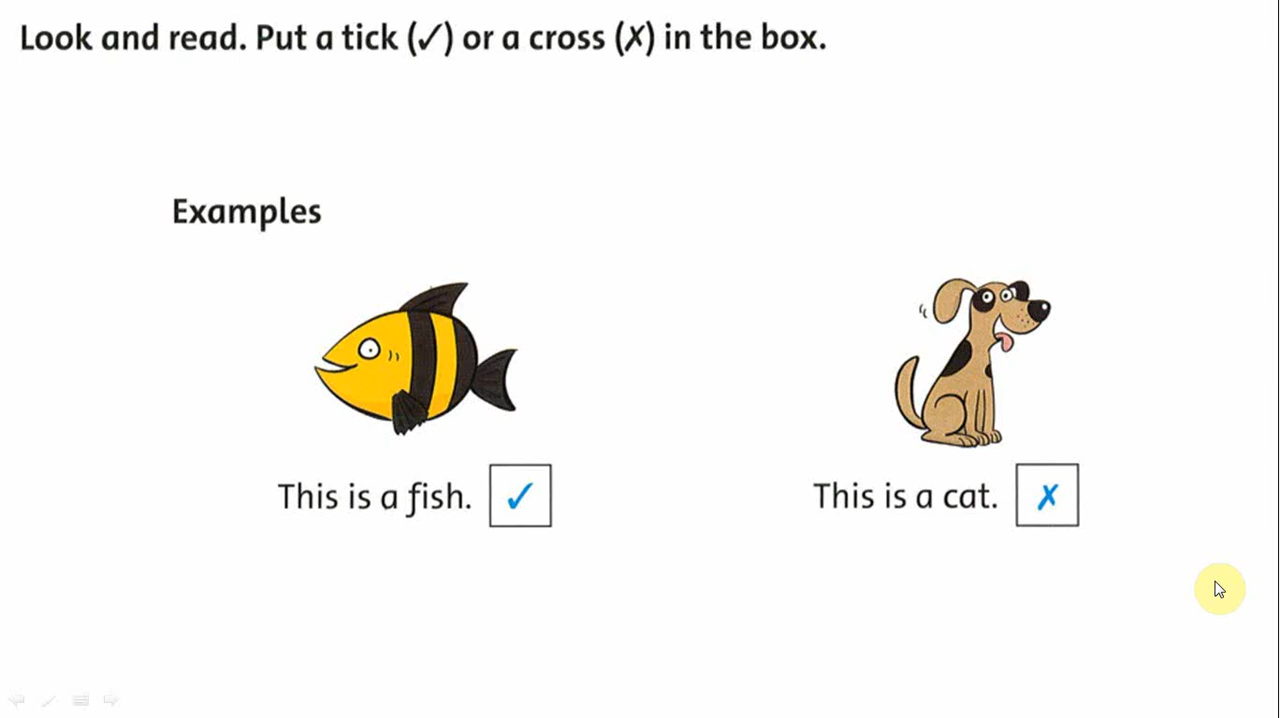 Look and read. Put a tick (✓) or a cross (✗) in the box.
Examples
This is a fish. ✓
This is a cat. ✗